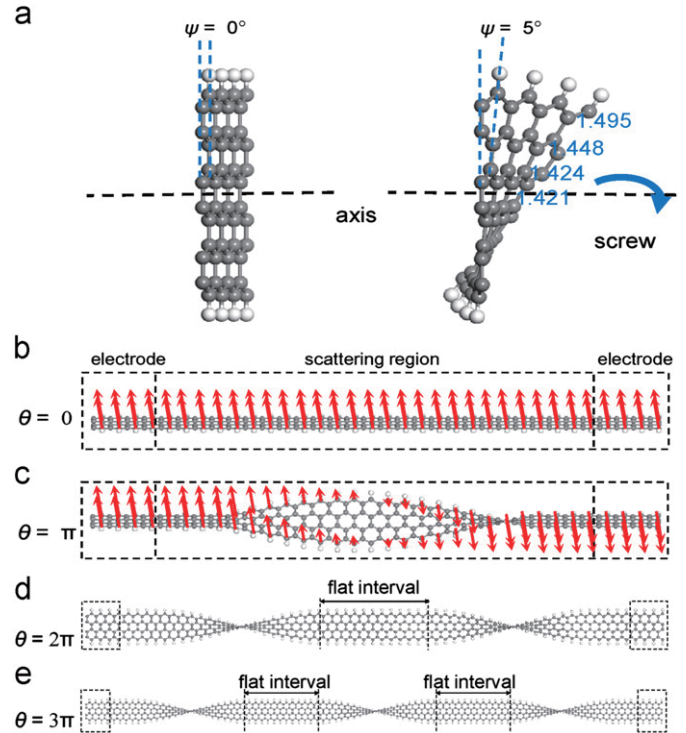 a
ψ = 0°
ψ = 5°
1.495
1.448
1.424
1.421
axis
screw
b
electrode
scattering region
electrode
θ = 0
c
θ = π
d
flat interval
θ = 2π
e
flat interval
flat interval
θ = 3π